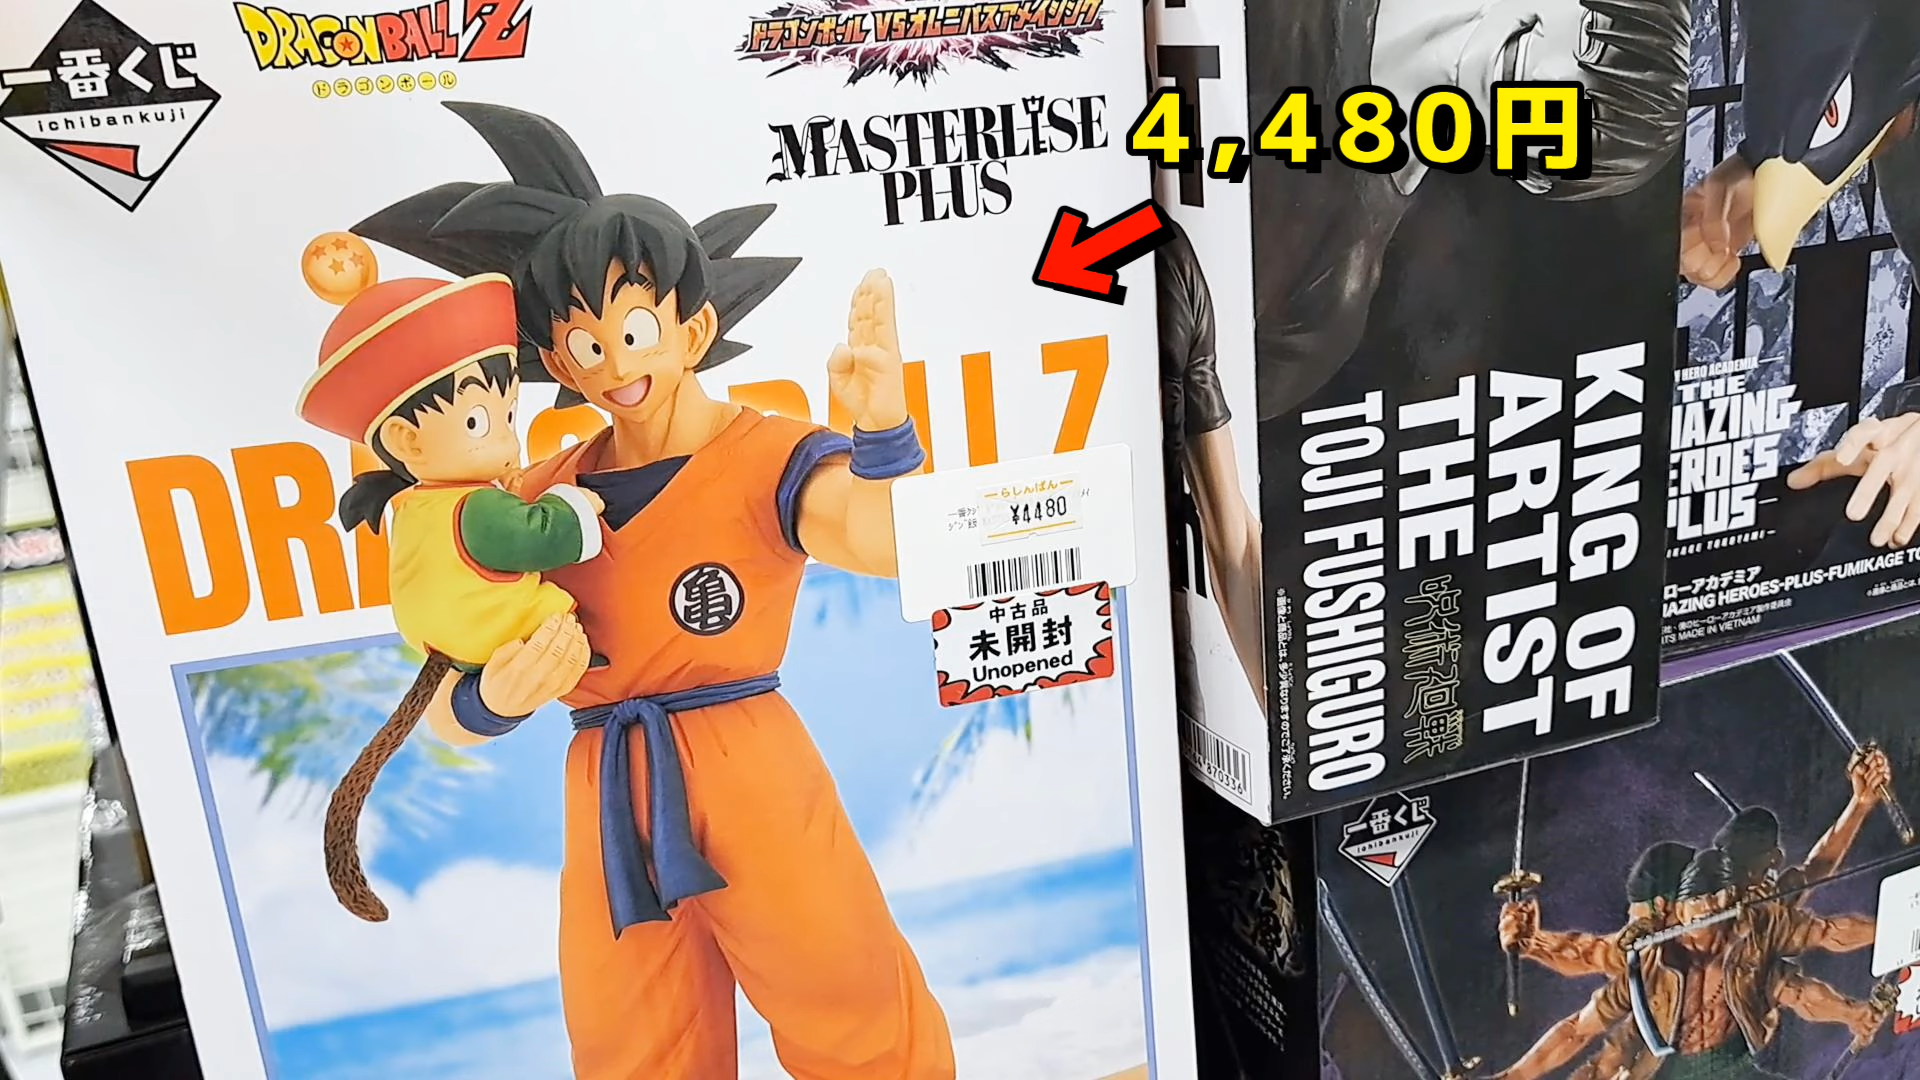 一番くじ
ichibankuji
DRAGONBALL Z
ドラゴンボール
ドラゴンボール VSオムニバスアメイジング
MASTERLISE
PLUS
4,480円
DRAGON BALL Z
らしんばん
¥4480
中古品
未開封
Unopened
亀
KING OF
ARTIST
THE
TOJI FUSHIGURO
呪術廻戦
HERO ACADEMIA
THE
AMAZING
HEROES
PLUS
ローアカデミア
AMAZING HEROES-PLUS-FUMIKAGE TO
MADE IN VIETNAM
一番くじ
ichibankuji